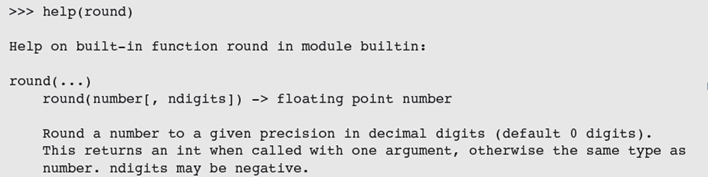 >>> help(round)
Help on built-in function round in module builtin:
round(...)
round(number[, ndigits]) -> floating point number
Round a number to a given precision in decimal digits (default 0 digits).
This returns an int when called with one argument, otherwise the same type as
number. ndigits may be negative.